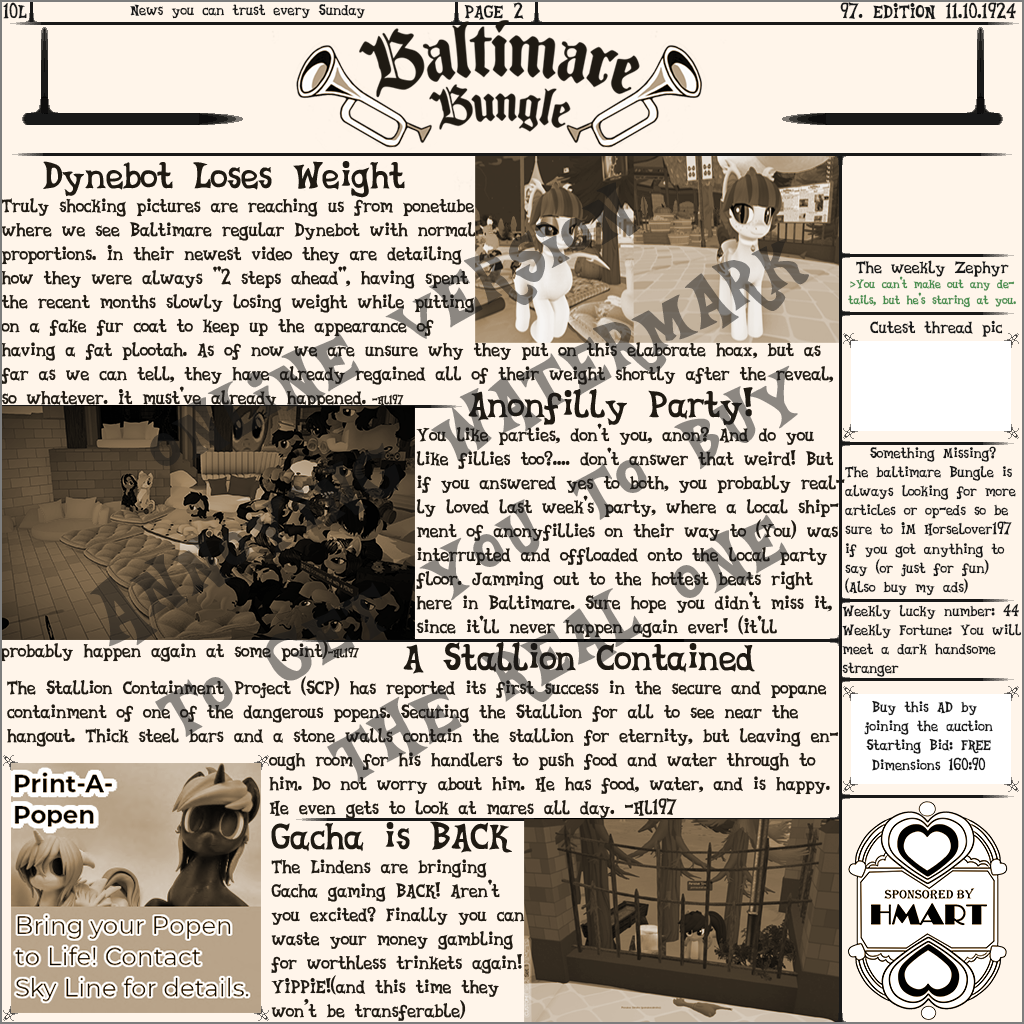 10L
News you can trust every Sunday
PAGE 2
97. EDITION 11.10.1924
Baltimare
Bungle
Dynebot Loses Weight
Truly shocking pictures are reaching us from ponetube
where we see Baltimare regular Dynebot with normal
proportions. In their newest video they are detailing
how they were always "2 steps ahead", having spent
the recent months slowly losing weight while putting
on a fake fur coat to keep up the appearance of
having a fat plootah. As of now we are unsure why they put on this elaborate hoax, but as
far as we can tell, they have already regained all of their weight shortly after the reveal,
so whatever. it must've already happened. -HL197
Anonfilly Party!
You like parties, don't you, anon? And do you
like fillies too?.... don't answer that weird! But
if you answered yes to both, you probably real-
ly loved last week's party, where a local ship-
ment of anonyfillies on their way to (You) was
interrupted and offloaded onto the local party
floor. Jamming out to the hottest beats right
here in Baltimare. Sure hope you didn't miss it,
since it'll never happen again ever! (it'll
probably happen again at some point)-HL197
A Stallion Contained
The Stallion Containment Project (SCP) has reported its first success in the secure and popane
containment of one of the dangerous popens. Securing the Stallion for all to see near the
hangout. Thick steel bars and a stone walls contain the stallion for eternity, but leaving en-
ough room for his handlers to push food and water through to
him. Do not worry about him. He has food, water, and is happy.
He even gets to look at mares all day. -HL197
Print-A-
Popen
Bring your Popen
to Life! Contact
Sky Line for details.
Gacha is BACK
The Lindens are bringing
Gacha gaming BACK! Aren't
you excited? Finally you can
waste your money gambling
for worthless trinkets again!
YiPPiE!(and this time they
won't be transferable)
The weekly Zephyr
>You can't make out any de-
tails, but he's staring at you.
Cutest thread pic
Something Missing?
The baltimare Bungle is
always looking for more
articles or op-eds so be
sure to IM Horselover197
if you got anything to
say (or just for fun)
(Also buy my ads)
Weekly lucky number: 44
Weekly Fortune: You will
meet a dark handsome
stranger
Buy this AD by
joining the auction
Starting Bid: FREE
Dimensions 160:90
SPONSORED BY
HMART
ONLINE VERSION
WATERMARK
YOU TO BUY
THE REAL ONE